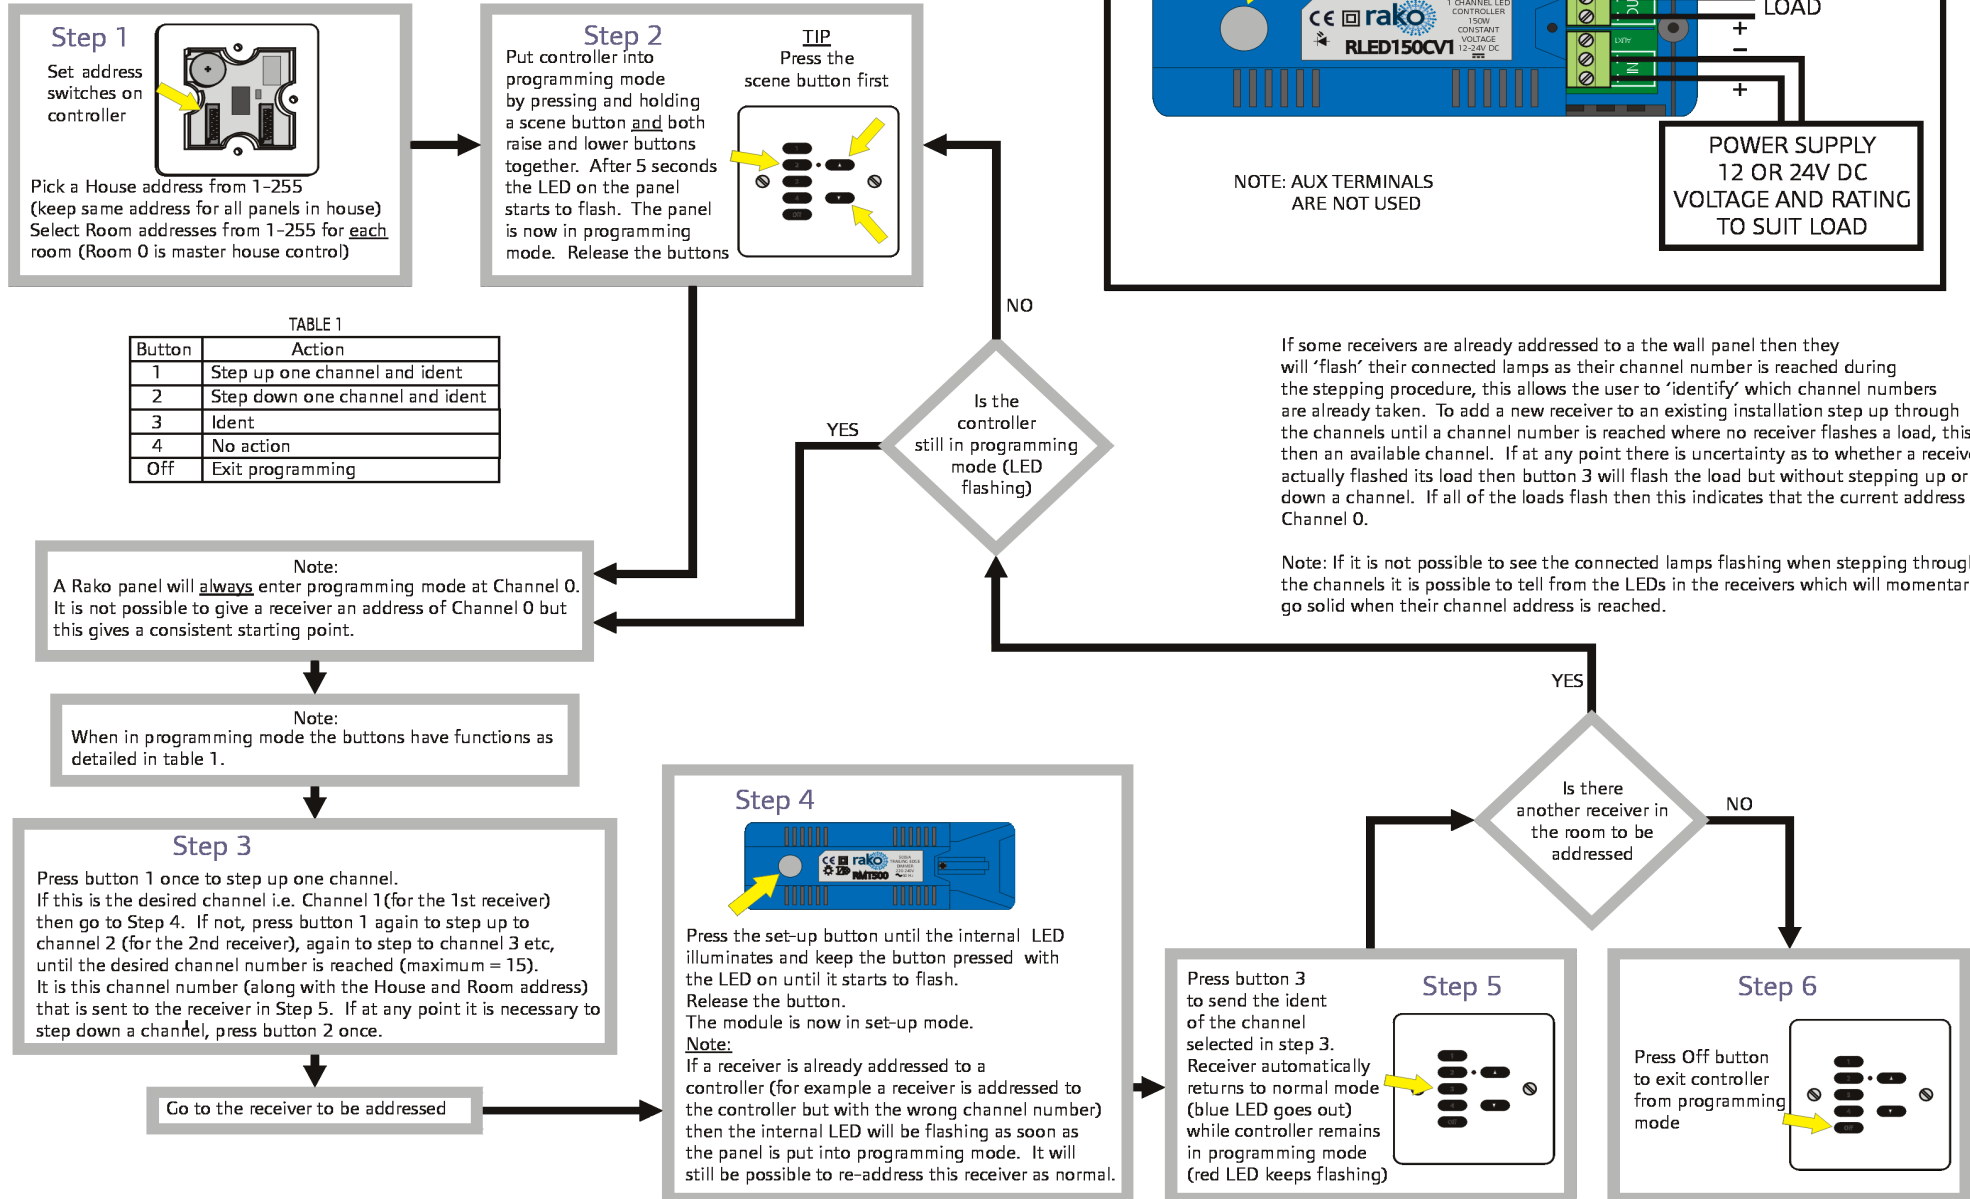 Step 1
Set address
switches on
controller
Pick a House address from 1-255
(keep same address for all panels in house)
Select Room addresses from 1-255 for each
room (Room 0 is master house control)
Step 2
Put controller into
programming mode
by pressing and holding
a scene button and both
raise and lower buttons
together. After 5 seconds
the LED on the panel
starts to flash. The panel
is now in programming
mode. Release the buttons
TIP
Press the
scene button first
1 CHANNEL LED
CONTROLLER
150W
CONSTANT
VOLTAGE
12-24V DC
CE rako
RLED150CV1
AUX
IN
LOAD
+
−
+
POWER SUPPLY
12 OR 24V DC
VOLTAGE AND RATING
TO SUIT LOAD
NOTE: AUX TERMINALS
ARE NOT USED
TABLE 1
Button Action
1 Step up one channel and ident
2 Step down one channel and ident
3 Ident
4 No action
Off Exit programming
NO
YES
Is the
controller
still in programming
mode (LED
flashing)
If some receivers are already addressed to a the wall panel then they
will ‘flash’ their connected lamps as their channel number is reached during
the stepping procedure, this allows the user to ‘identify’ which channel numbers
are already taken. To add a new receiver to an existing installation step up through
the channels until a channel number is reached where no receiver flashes a load, this
then an available channel. If at any point there is uncertainty as to whether a receive
actually flashed its load then button 3 will flash the load but without stepping up or
down a channel. If all of the loads flash then this indicates that the current address
Channel 0.
Note: If it is not possible to see the connected lamps flashing when stepping through
the channels it is possible to tell from the LEDs in the receivers which will momentar
go solid when their channel address is reached.
Note:
A Rako panel will always enter programming mode at Channel 0.
It is not possible to give a receiver an address of Channel 0 but
this gives a consistent starting point.
Note:
When in programming mode the buttons have functions as
detailed in table 1.
Step 3
Press button 1 once to step up one channel.
If this is the desired channel i.e. Channel 1(for the 1st receiver)
then go to Step 4. If not, press button 1 again to step up to
channel 2 (for the 2nd receiver), again to step to channel 3 etc,
until the desired channel number is reached (maximum = 15).
It is this channel number (along with the House and Room address)
that is sent to the receiver in Step 5. If at any point it is necessary to
step down a channel, press button 2 once.
Go to the receiver to be addressed
Step 4
CE rako
RMT500
Press the set-up button until the internal LED
illuminates and keep the button pressed with
the LED on until it starts to flash.
Release the button.
The module is now in set-up mode.
Note:
If a receiver is already addressed to a
controller (for example a receiver is addressed to
the controller but with the wrong channel number)
then the internal LED will be flashing as soon as
the panel is put into programming mode. It will
still be possible to re-address this receiver as normal.
YES
Is there
another receiver in
the room to be
addressed
NO
Step 5
Press button 3
to send the ident
of the channel
selected in step 3.
Receiver automatically
returns to normal mode
(blue LED goes out)
while controller remains
in programming mode
(red LED keeps flashing)
Step 6
Press Off button
to exit controller
from programming
mode